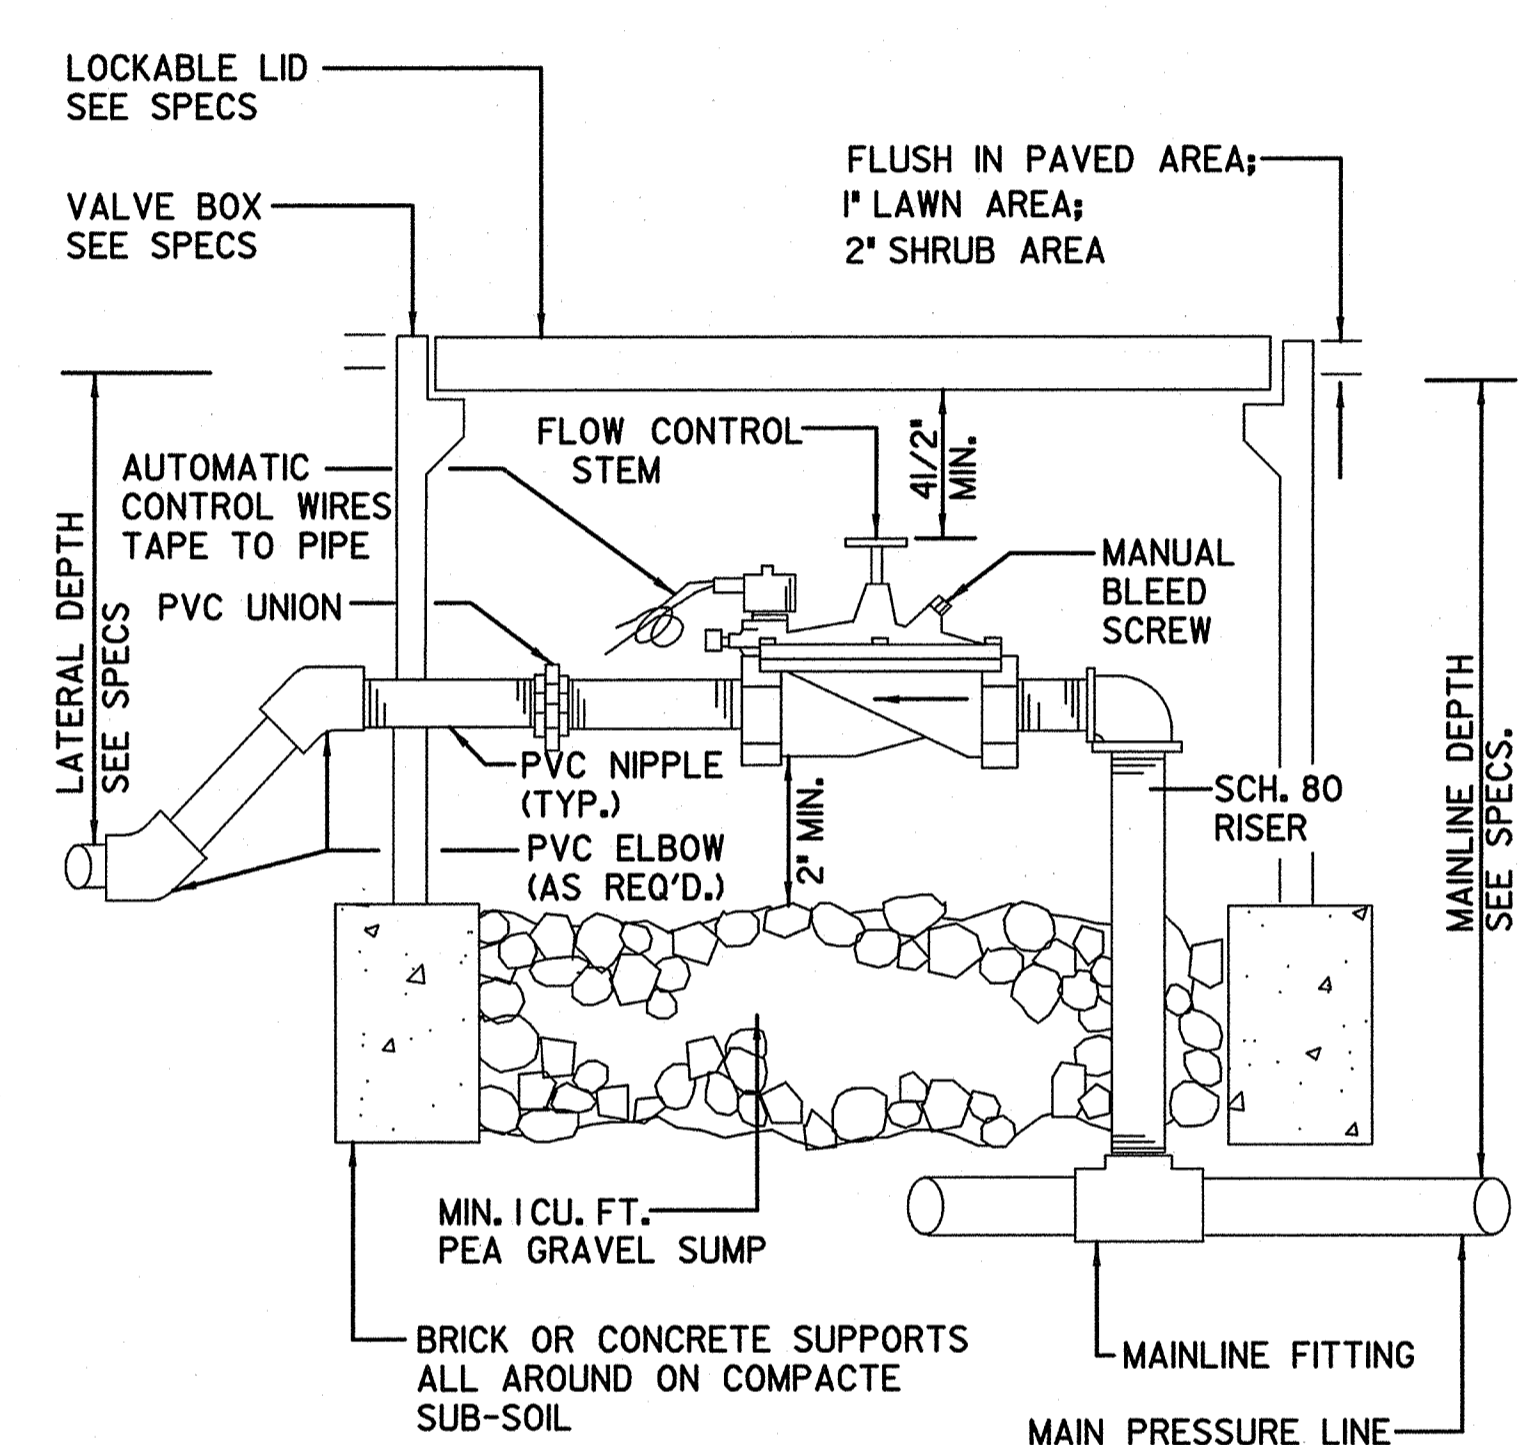 LOCKABLE LID
SEE SPECS
FLUSH IN PAVED AREA;
1" LAWN AREA;
2" SHRUB AREA
VALVE BOX
SEE SPECS
FLOW CONTROL
STEM
4 1/2"
MIN.
AUTOMATIC
CONTROL WIRES
TAPE TO PIPE
MANUAL
BLEED
SCREW
PVC UNION
LATERAL DEPTH
SEE SPECS
PVC NIPPLE
(TYP.)
2" MIN.
SCH. 80
RISER
MAINLINE DEPTH
SEE SPECS.
PVC ELBOW
(AS REQ'D.)
MIN. 1 CU. FT.
PEA GRAVEL SUMP
BRICK OR CONCRETE SUPPORTS
ALL AROUND ON COMPACTE
SUB-SOIL
MAINLINE FITTING
MAIN PRESSURE LINE